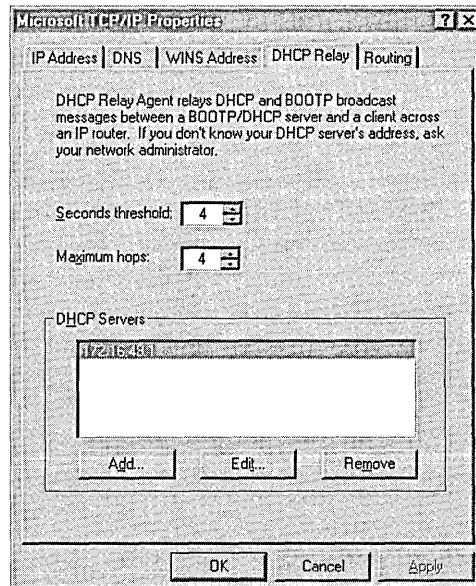 Microsoft TCP/IP Properties
IP Address DNS WINS Address DHCP Relay Routing
DHCP Relay Agent relays DHCP and BOOTP broadcast
messages between a BOOTP/DHCP server and a client across
an IP router. If you don't know your DHCP server's address, ask
your network administrator.
Seconds threshold: 4
Maximum hops: 4
DHCP Servers
172.16.48.1
Add... Edit... Remove
OK Cancel Apply